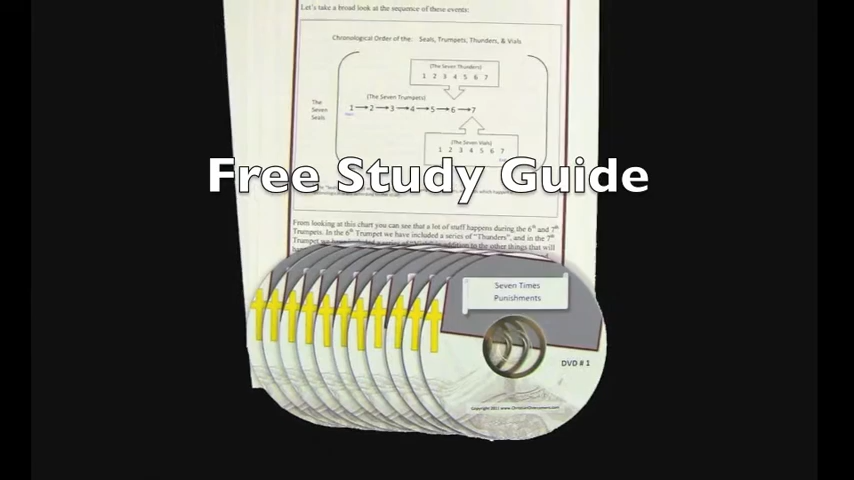 Let's take a broad look at the sequence of these events:
Chronological Order of the: Seals, Trumpets, Thunders, & Vials
(The Seven Thunders)
1 2 3 4 5 6 7
(The Seven Trumpets)
The
Seven
Seals
1 2 3 4 5 6 7
(The Seven Vials)
1 2 3 4 5 6 7
Free Study Guide
From looking at this chart you can see that a lot of stuff happens during the 6th and 7th
Trumpets. In the 6th Trumpet we have included a series of "Thunders", and in the 7th
Seven Times
Punishments
DVD # 1